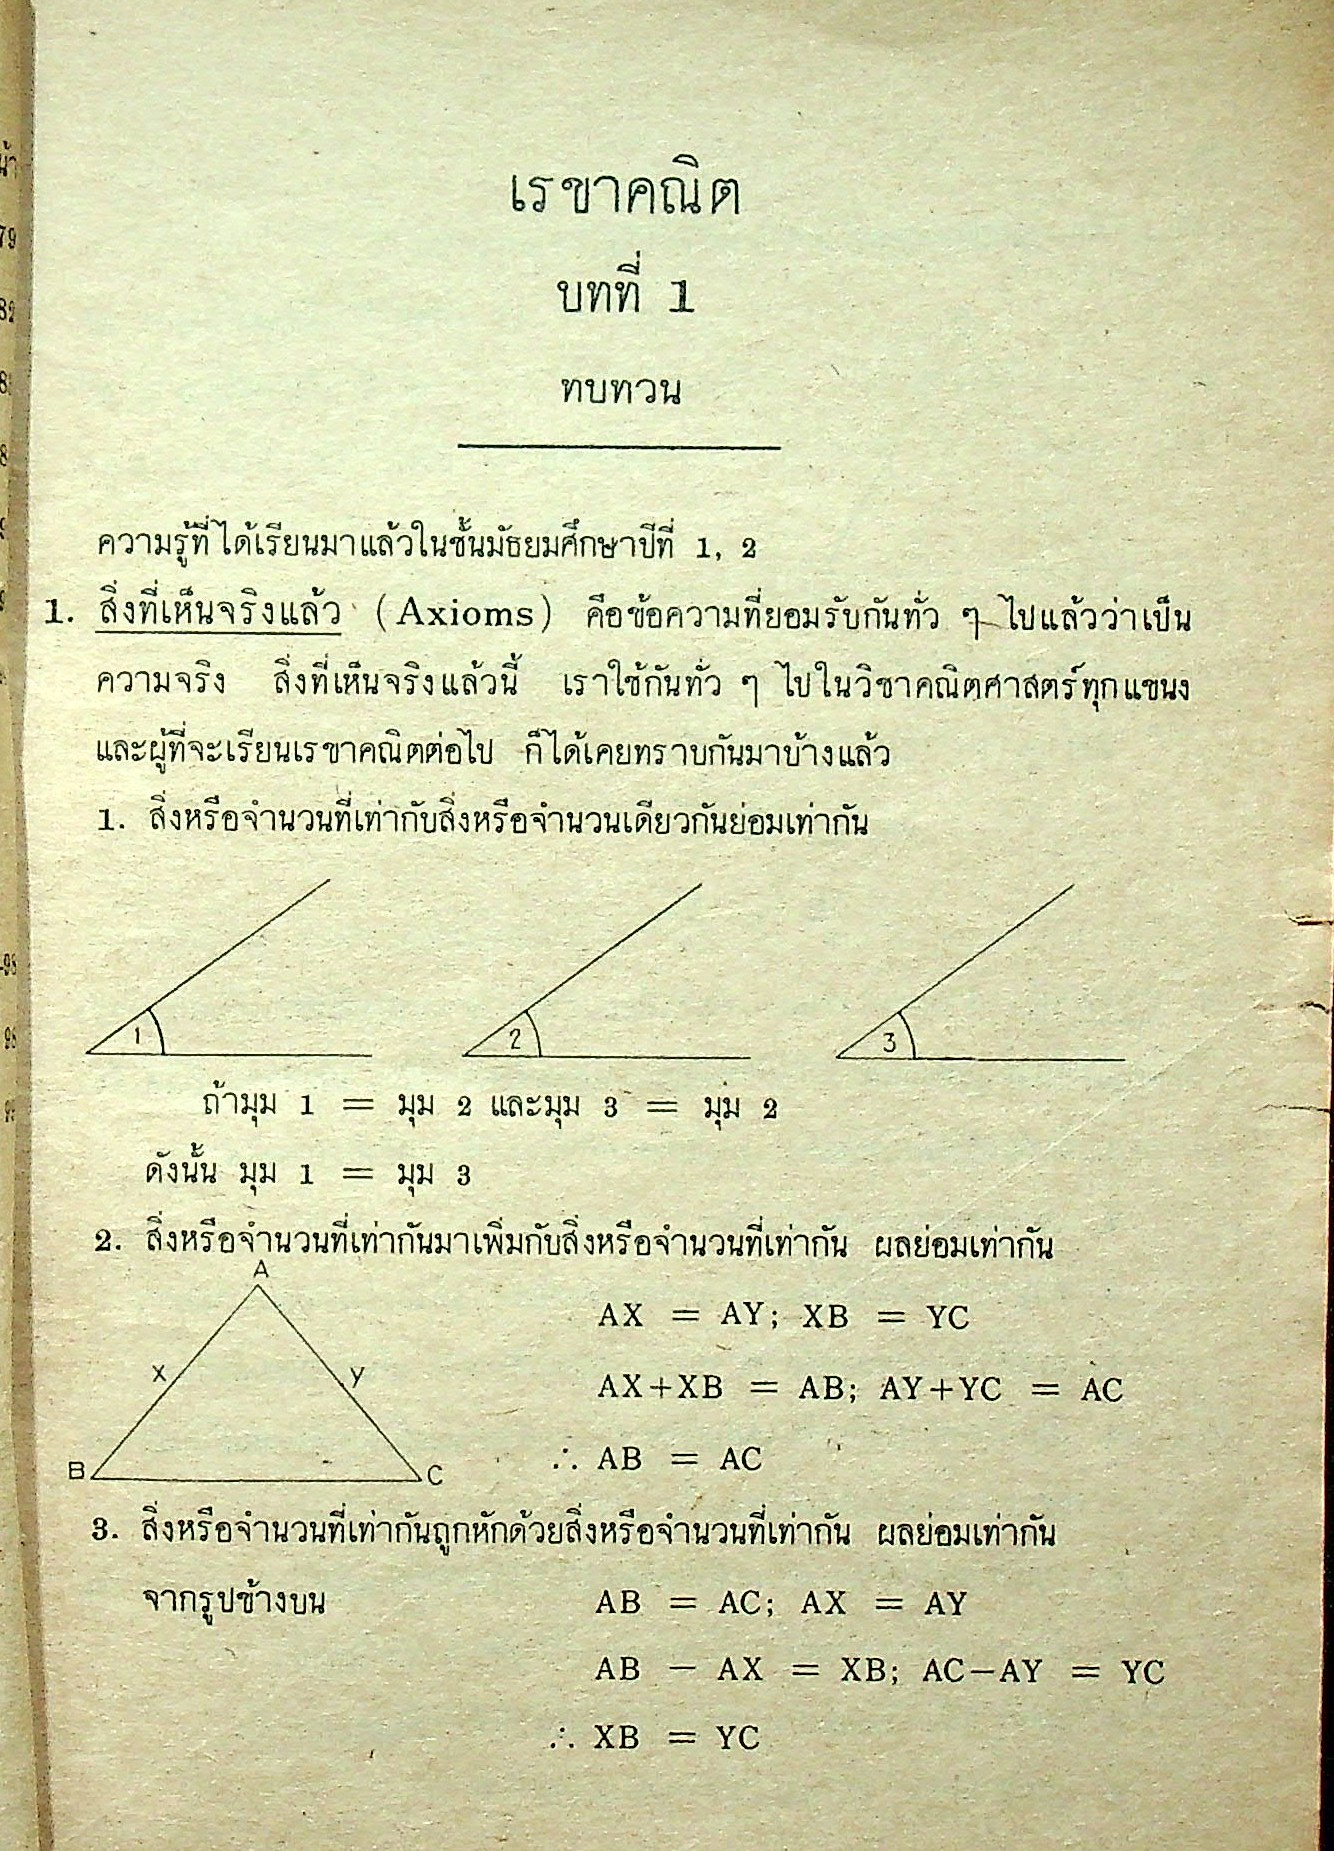 เรขาคณิต
บทที่ 1
ทบทวน
ความรู้ที่ได้เรียนมาแล้วในชั้นมัธยมศึกษาปีที่ 1, 2
1. สิ่งที่เห็นจริงแล้ว (Axioms) คือข้อความที่ยอมรับกันทั่ว ๆ ไปแล้วว่าเป็น
ความจริง สิ่งที่เห็นจริงแล้วนี้ เราใช้กันทั่ว ๆ ไปในวิชาคณิตศาสตร์ทุกแขนง
และผู้ที่จะเรียนเรขาคณิตต่อไป ก็ได้เคยทราบกันมาบ้างแล้ว
1. สิ่งหรือจำนวนที่เท่ากับสิ่งหรือจำนวนเดียวกันย่อมเท่ากัน
1 2 3
ถ้ามุม 1 = มุม 2 และมุม 3 = มุม 2
ดังนั้น มุม 1 = มุม 3
2. สิ่งหรือจำนวนที่เท่ากันมาเพิ่มกับสิ่งหรือจำนวนที่เท่ากัน ผลย่อมเท่ากัน
A
AX = AY; XB = YC
X Y
AX+XB = AB; AY+YC = AC
∴ AB = AC
B C
3. สิ่งหรือจำนวนที่เท่ากันถูกหักด้วยสิ่งหรือจำนวนที่เท่ากัน ผลย่อมเท่ากัน
จากรูปข้างบน AB = AC; AX = AY
AB − AX = XB; AC−AY = YC
∴ XB = YC